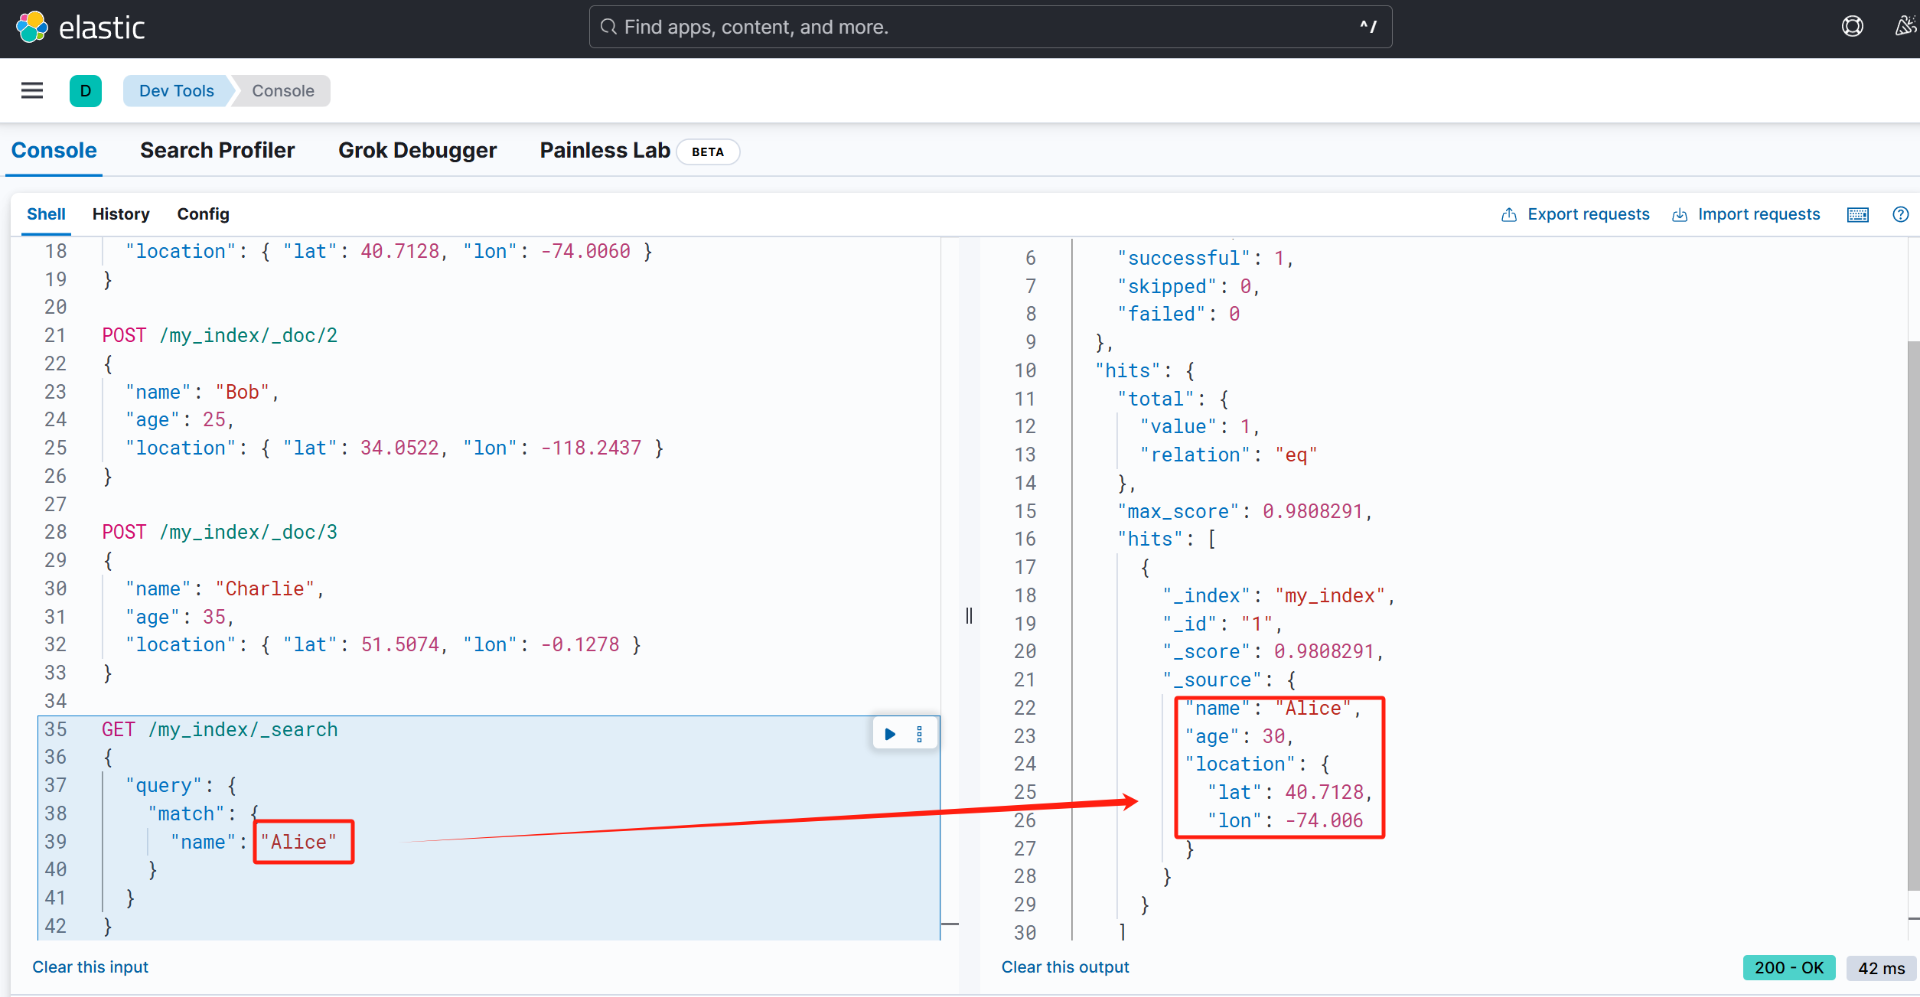 elastic
Find apps, content, and more.
^/
D
Dev Tools
Console
Console
Search Profiler
Grok Debugger
Painless Lab
BETA
Shell
History
Config
Export requests
Import requests
18 "location": { "lat": 40.7128, "lon": -74.0060 }
19 }
20
21 POST /my_index/_doc/2
22 {
23 "name": "Bob",
24 "age": 25,
25 "location": { "lat": 34.0522, "lon": -118.2437 }
26 }
27
28 POST /my_index/_doc/3
29 {
30 "name": "Charlie",
31 "age": 35,
32 "location": { "lat": 51.5074, "lon": -0.1278 }
33 }
34
35 GET /my_index/_search
36 {
37 "query": {
38 "match": {
39 "name": "Alice"
40 }
41 }
42 }
Clear this input
6 "successful": 1,
7 "skipped": 0,
8 "failed": 0
9 },
10 "hits": {
11 "total": {
12 "value": 1,
13 "relation": "eq"
14 },
15 "max_score": 0.9808291,
16 "hits": [
17 {
18 "_index": "my_index",
19 "_id": "1",
20 "_score": 0.9808291,
21 "_source": {
22 "name": "Alice",
23 "age": 30,
24 "location": {
25 "lat": 40.7128,
26 "lon": -74.006
27 }
28 }
29 }
30 ]
Clear this output
200 - OK
42 ms